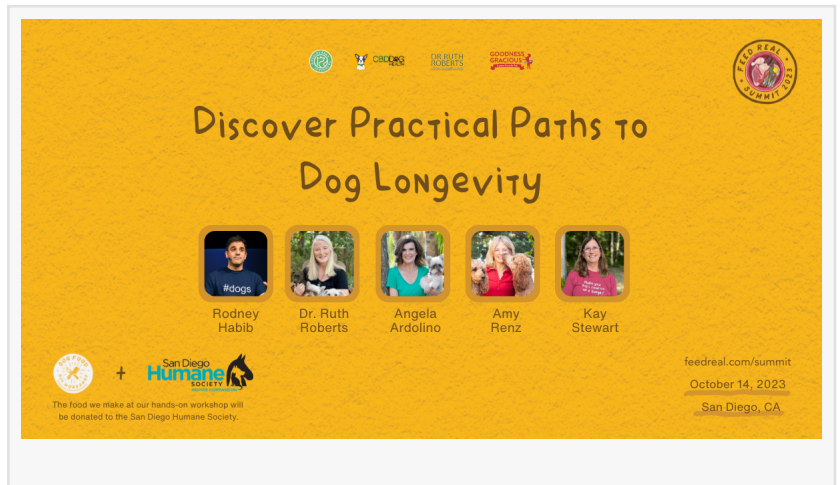 CBD DOG HEALTH
DR.RUTH
ROBERTS
GOODNESS
GRACIOUS
FEED REAL
SUMMIT 2023
Discover Practical Paths to
Dog Longevity
#dogs
Rodney
Habib
Dr. Ruth
Roberts
Angela
Ardolino
Amy
Renz
Kay
Stewart
+
San Diego
Humane
SOCIETY
The food we make at our hands-on workshop will
be donated to the San Diego Humane Society.
feedreal.com/summit
October 14, 2023
San Diego, CA